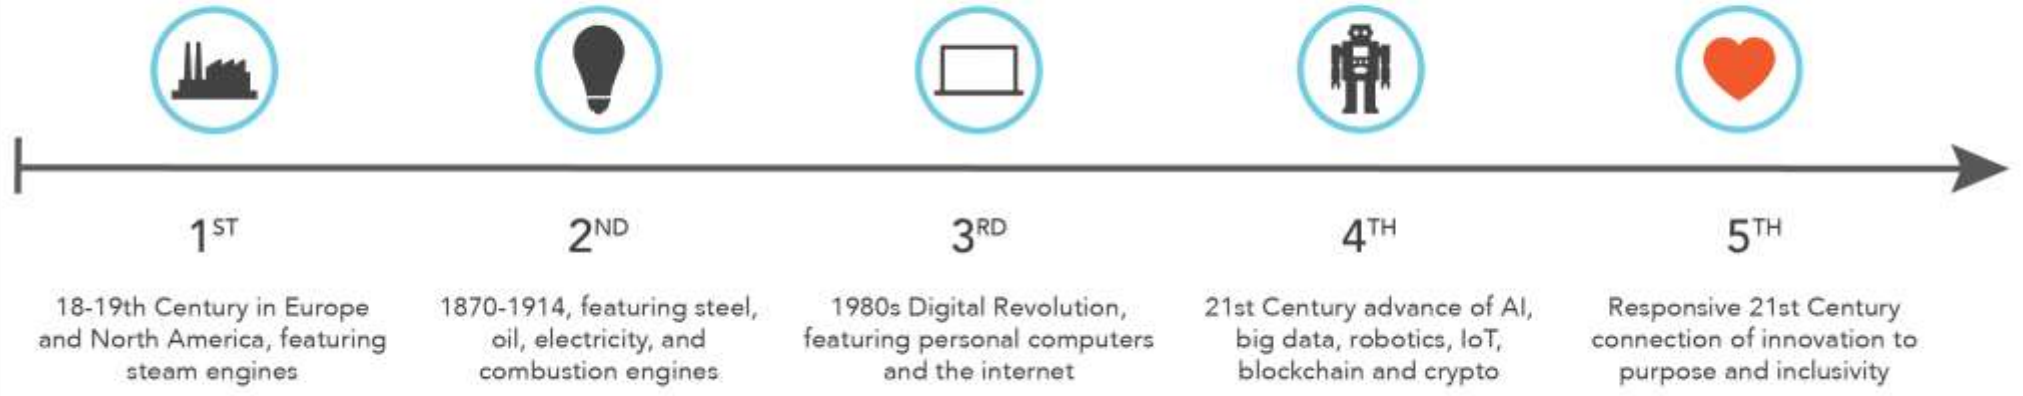 1ST
18-19th Century in Europe
and North America, featuring
steam engines
2ND
1870-1914, featuring steel,
oil, electricity, and
combustion engines
3RD
1980s Digital Revolution,
featuring personal computers
and the internet
4TH
21st Century advance of AI,
big data, robotics, IoT,
blockchain and crypto
5TH
Responsive 21st Century
connection of innovation to
purpose and inclusivity